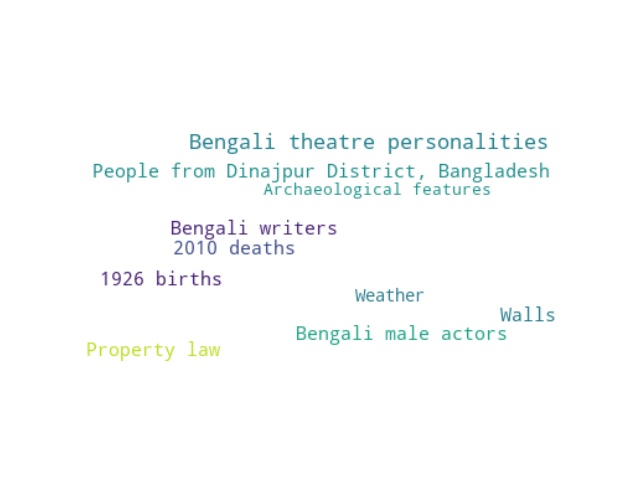 Bengali theatre personalities
People from Dinajpur District, Bangladesh
Archaeological features
Bengali writers
2010 deaths
1926 births
Weather
Walls
Bengali male actors
Property law